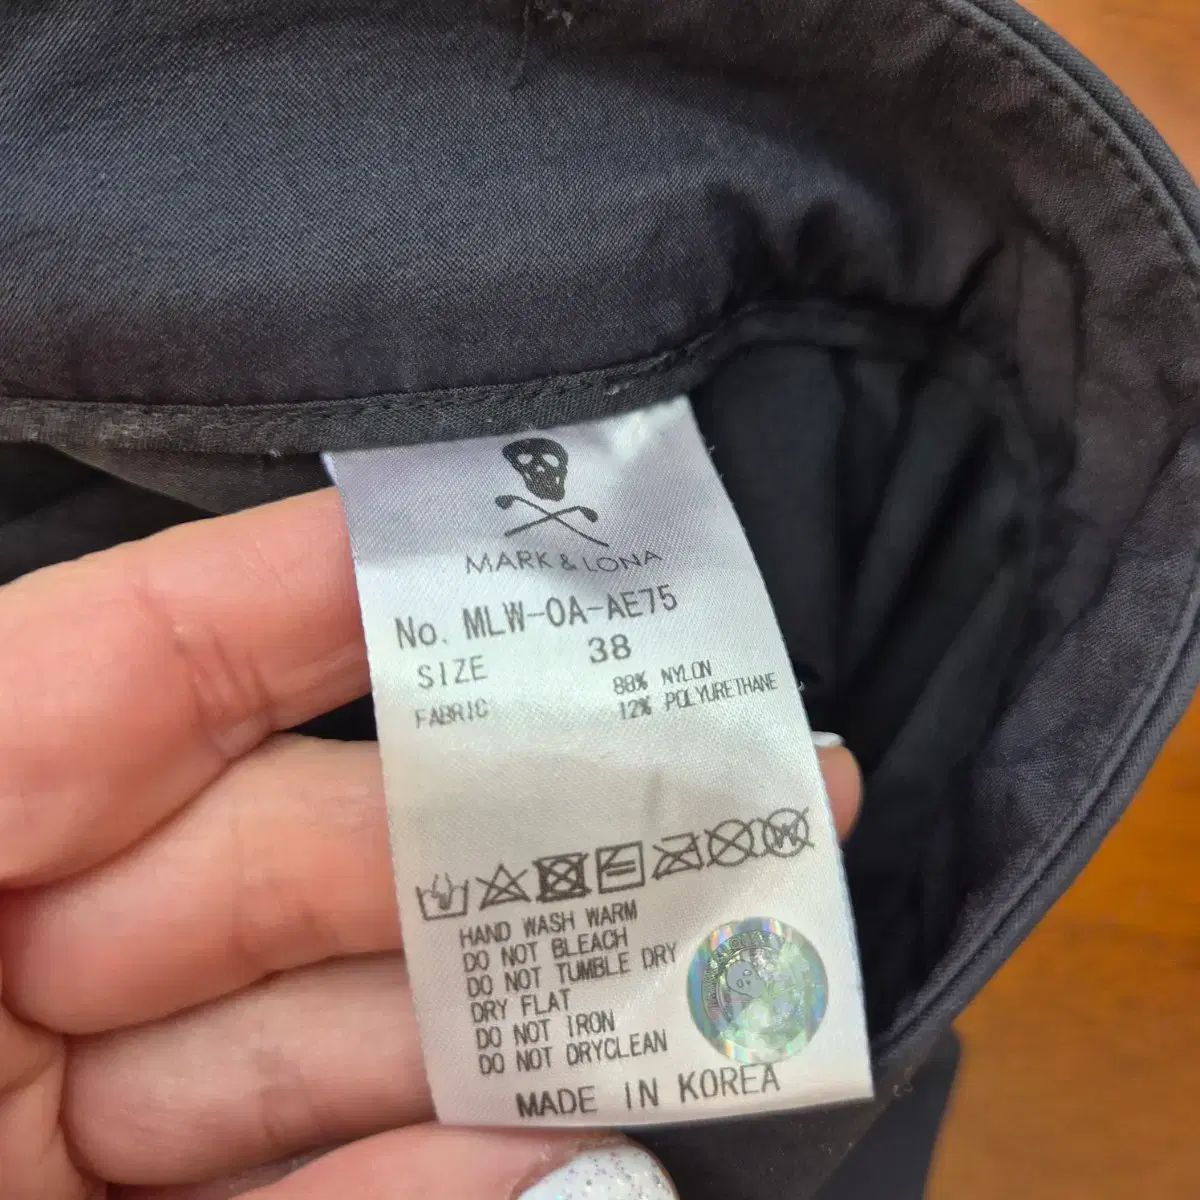 MARK & LONA
No. MLW-OA-AE75
SIZE 38
FABRIC 88% NYLON
12% POLYURETHANE
W
HAND WASH WARM
DO NOT BLEACH
DO NOT TUMBLE DRY
DRY FLAT
DO NOT IRON
DO NOT DRYCLEAN
MADE IN KOREA